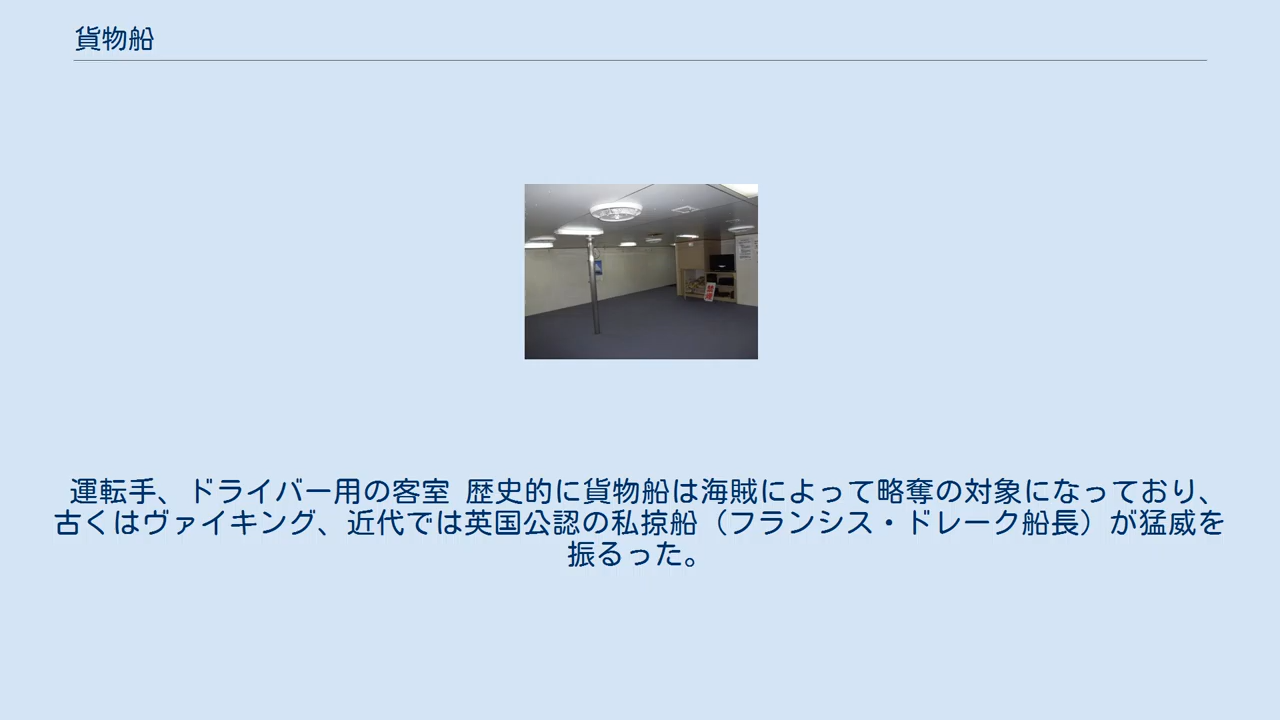 貨物船
運転手、ドライバー用の客室 歴史的に貨物船は海賊によって略奪の対象になっており、
古くはヴァイキング、近代では英国公認の私掠船（フランシス・ドレーク船長）が猛威を
振るった。